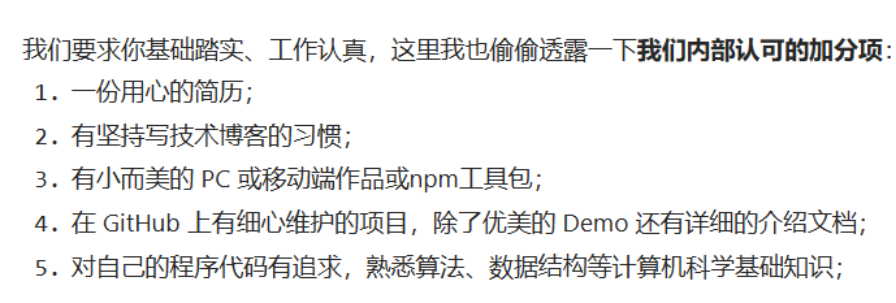 我们要求你基础踏实、工作认真，这里我也偷偷透露一下我们内部认可的加分项：
1. 一份用心的简历；
2. 有坚持写技术博客的习惯；
3. 有小而美的 PC 或移动端作品或npm工具包；
4. 在 GitHub 上有细心维护的项目，除了优美的 Demo 还有详细的介绍文档；
5. 对自己的程序代码有追求，熟悉算法、数据结构等计算机科学基础知识；